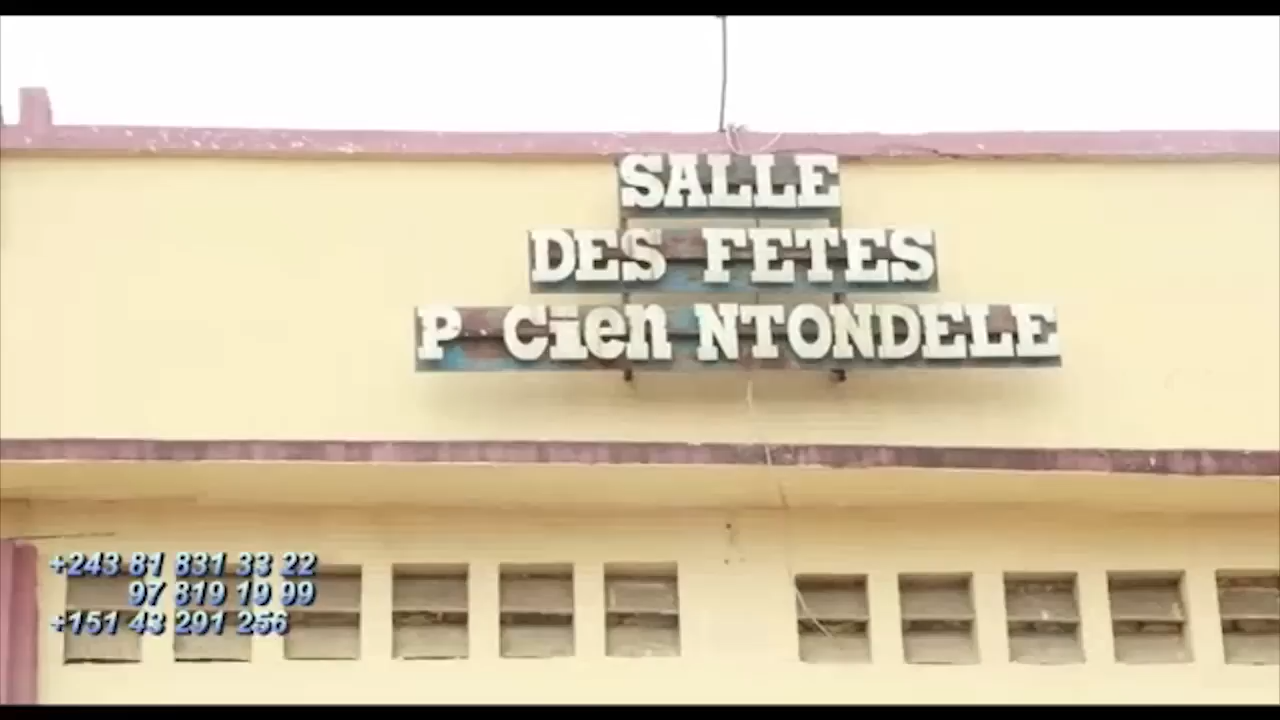 SALLE
DES FETES
P Cien NTONDELE
+243 81 831 33 22
97 819 19 99
+151 43 291 256